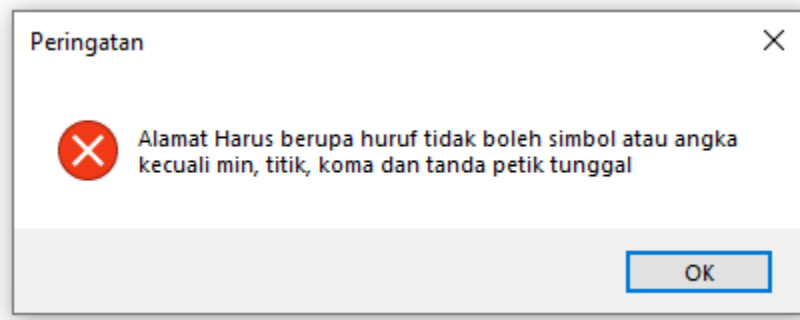 Peringatan
Alamat Harus berupa huruf tidak boleh simbol atau angka
kecuali min, titik, koma dan tanda petik tunggal
OK